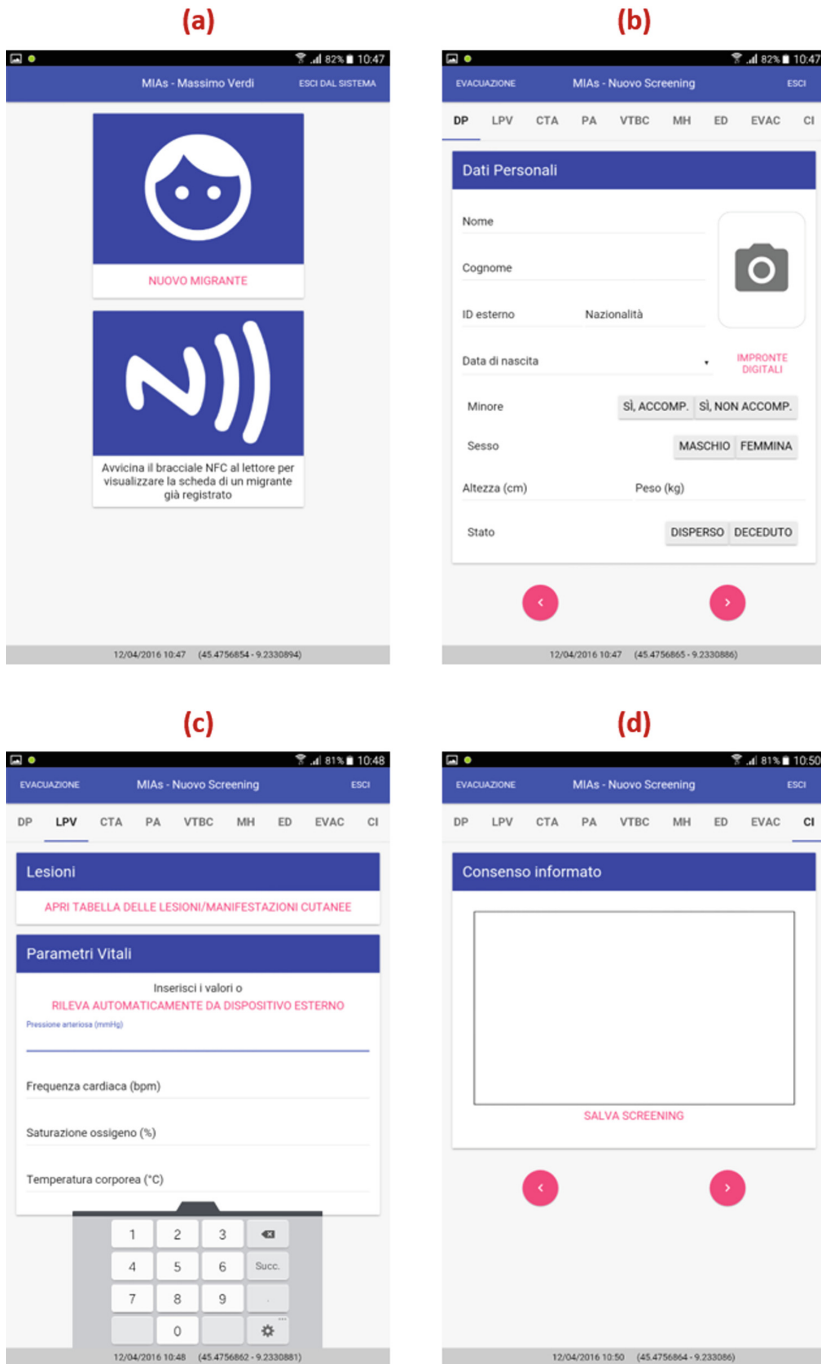 (a)
82% 10:47
MIAs - Massimo Verdi ESCI DAL SISTEMA
NUOVO MIGRANTE
Avvicina il bracciale NFC al lettore per
visualizzare la scheda di un migrante
già registrato
12/04/2016 10:47 (45.4756854 - 9.2330894)
(b)
82% 10:47
EVACUAZIONE MIAs - Nuovo Screening ESCI
DP LPV CTA PA VTBC MH ED EVAC CI
Dati Personali
Nome
Cognome
ID esterno Nazionalità
Data di nascita
IMPRONTE
DIGITALI
Minore SÌ, ACCOMP. SÌ, NON ACCOMP.
Sesso MASCHIO FEMMINA
Altezza (cm) Peso (kg)
Stato DISPERSO DECEDUTO
12/04/2016 10:47 (45.4756865 - 9.2330886)
(c)
81% 10:48
EVACUAZIONE MIAs - Nuovo Screening ESCI
DP LPV CTA PA VTBC MH ED EVAC CI
Lesioni
APRI TABELLA DELLE LESIONI/MANIFESTAZIONI CUTANEE
Parametri Vitali
Inserisci i valori o
RILEVA AUTOMATICAMENTE DA DISPOSITIVO ESTERNO
Pressione arteriosa (mmHg)
Frequenza cardiaca (bpm)
Saturazione ossigeno (%)
Temperatura corporea (°C)
1 2 3
4 5 6 Succ.
7 8 9 .
0
12/04/2016 10:48 (45.4756862 - 9.2330881)
(d)
81% 10:50
EVACUAZIONE MIAs - Nuovo Screening ESCI
DP LPV CTA PA VTBC MH ED EVAC CI
Consenso informato
SALVA SCREENING
12/04/2016 10:50 (45.4756864 - 9.233086)